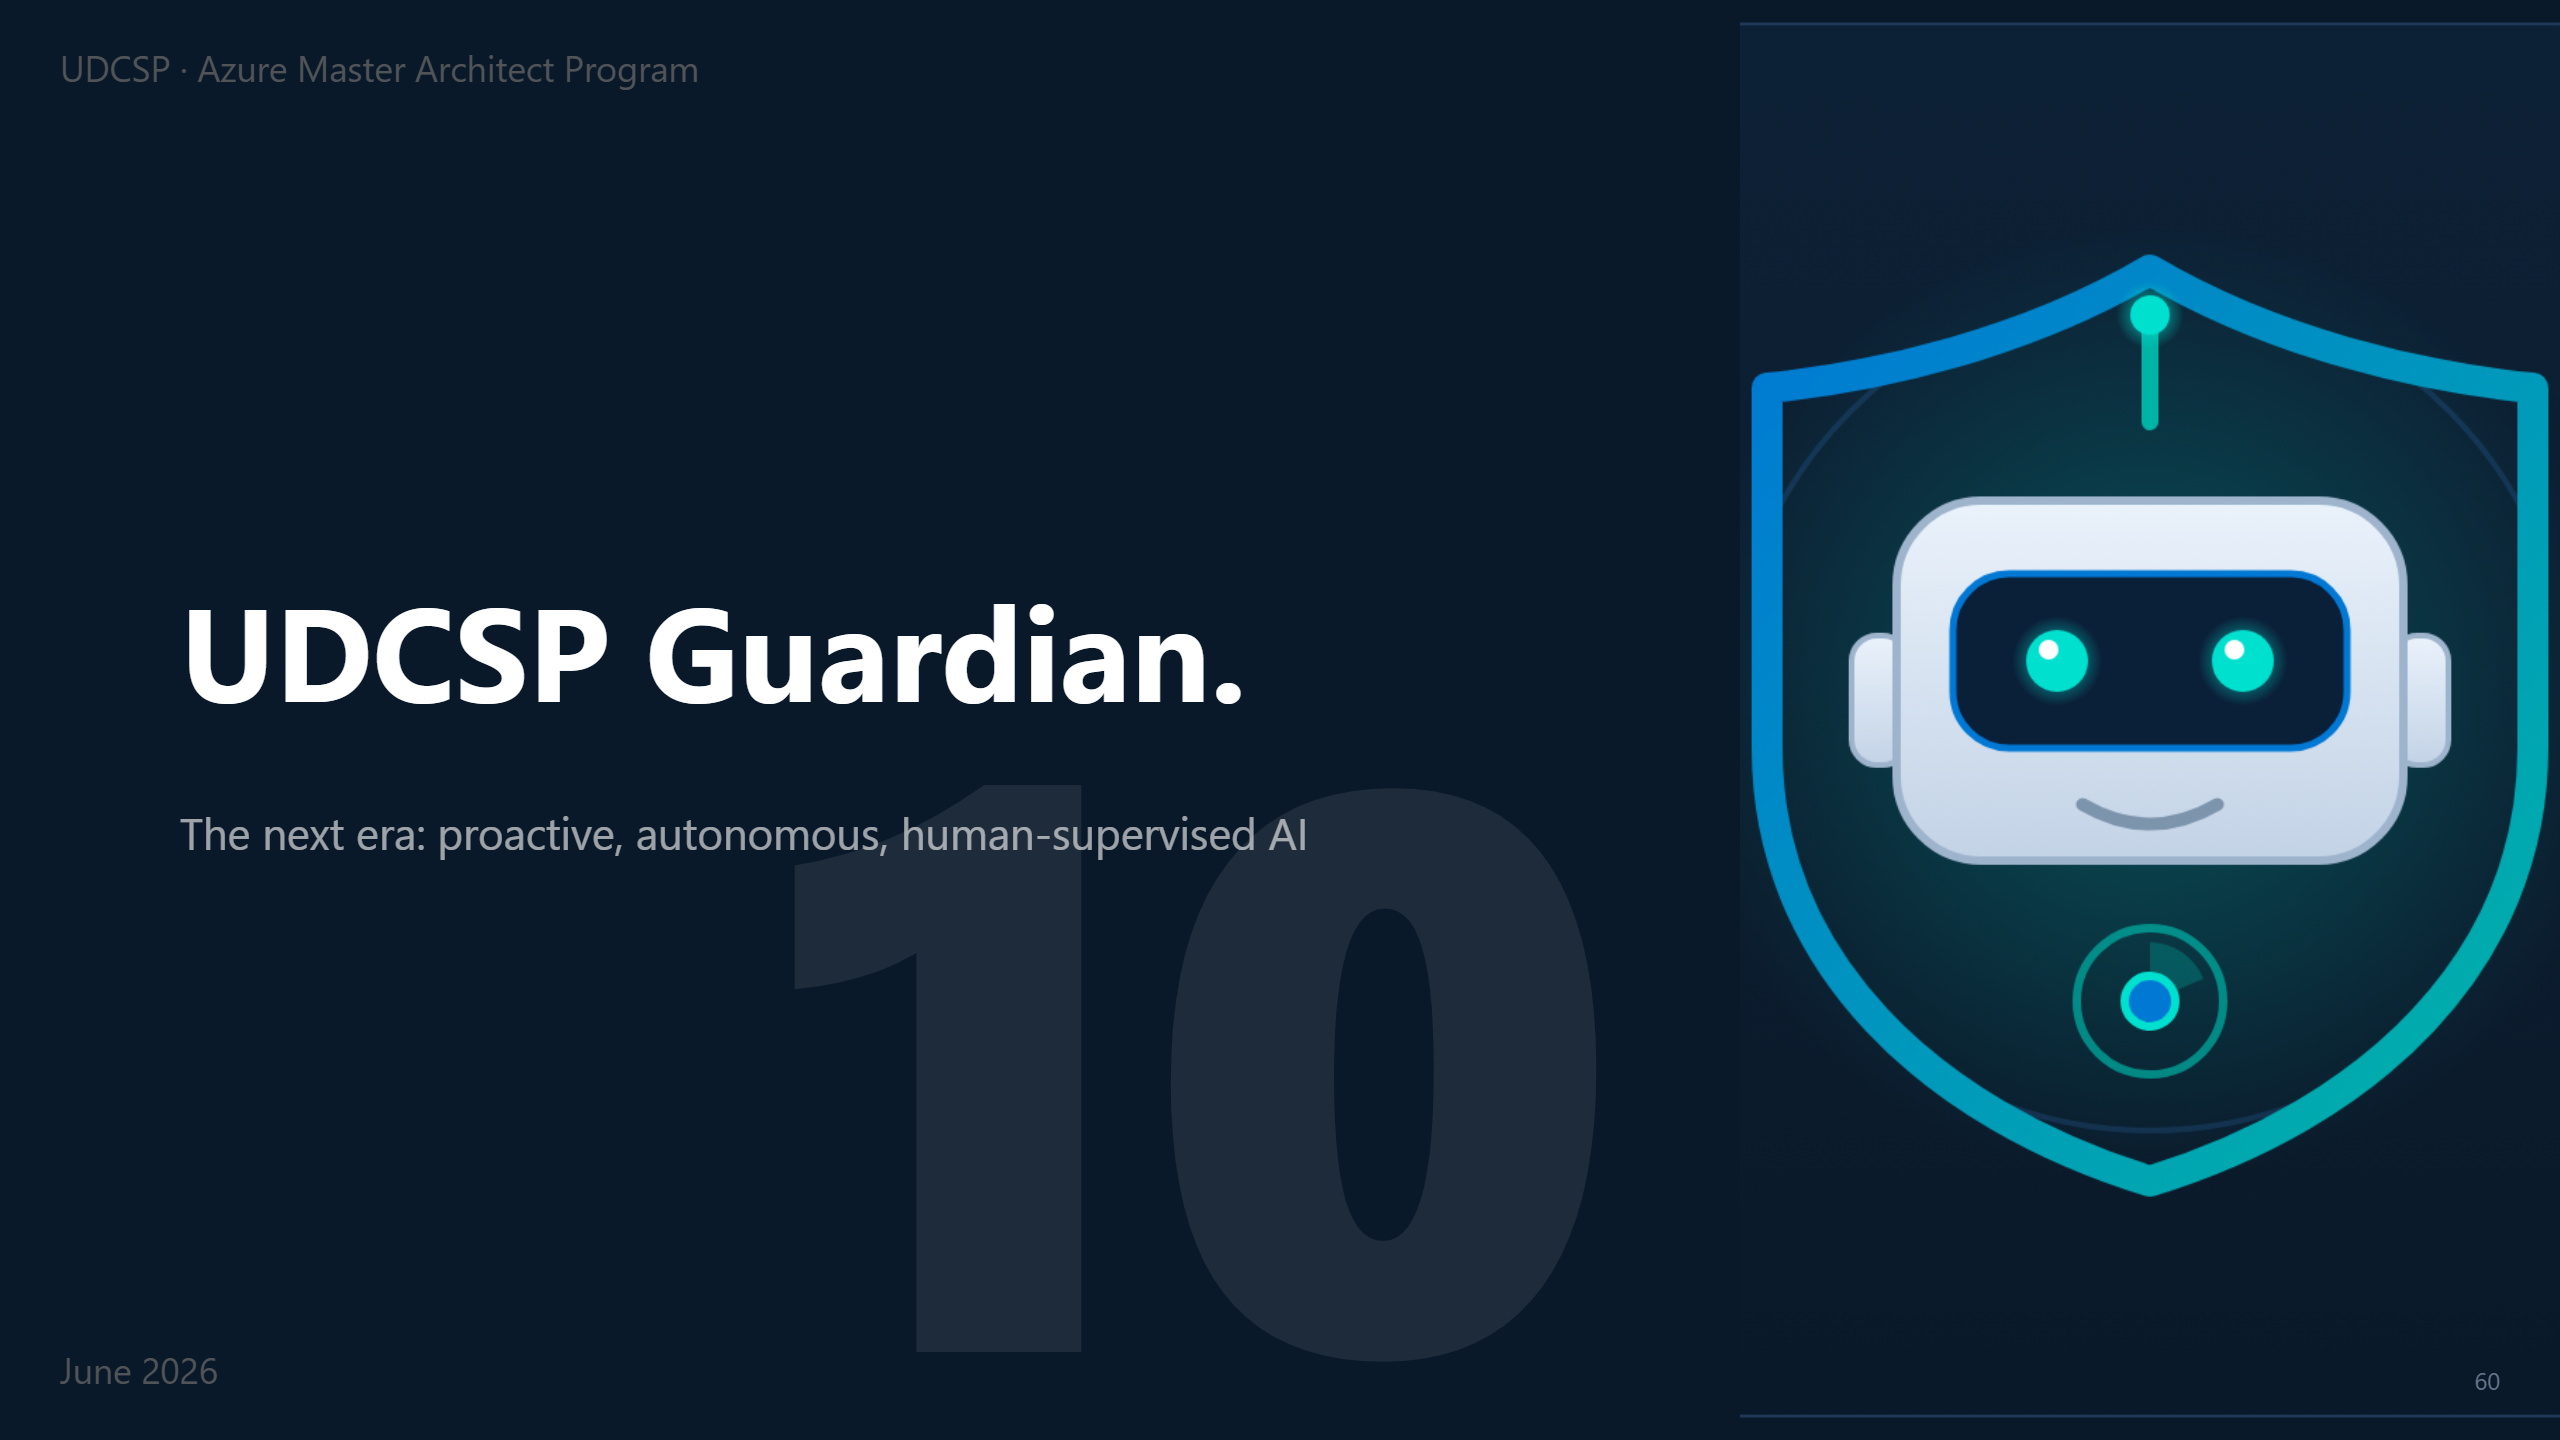 UDCSP · Azure Master Architect Program
UDCSP Guardian.
The next era: proactive, autonomous, human-supervised AI
10
June 2026
60